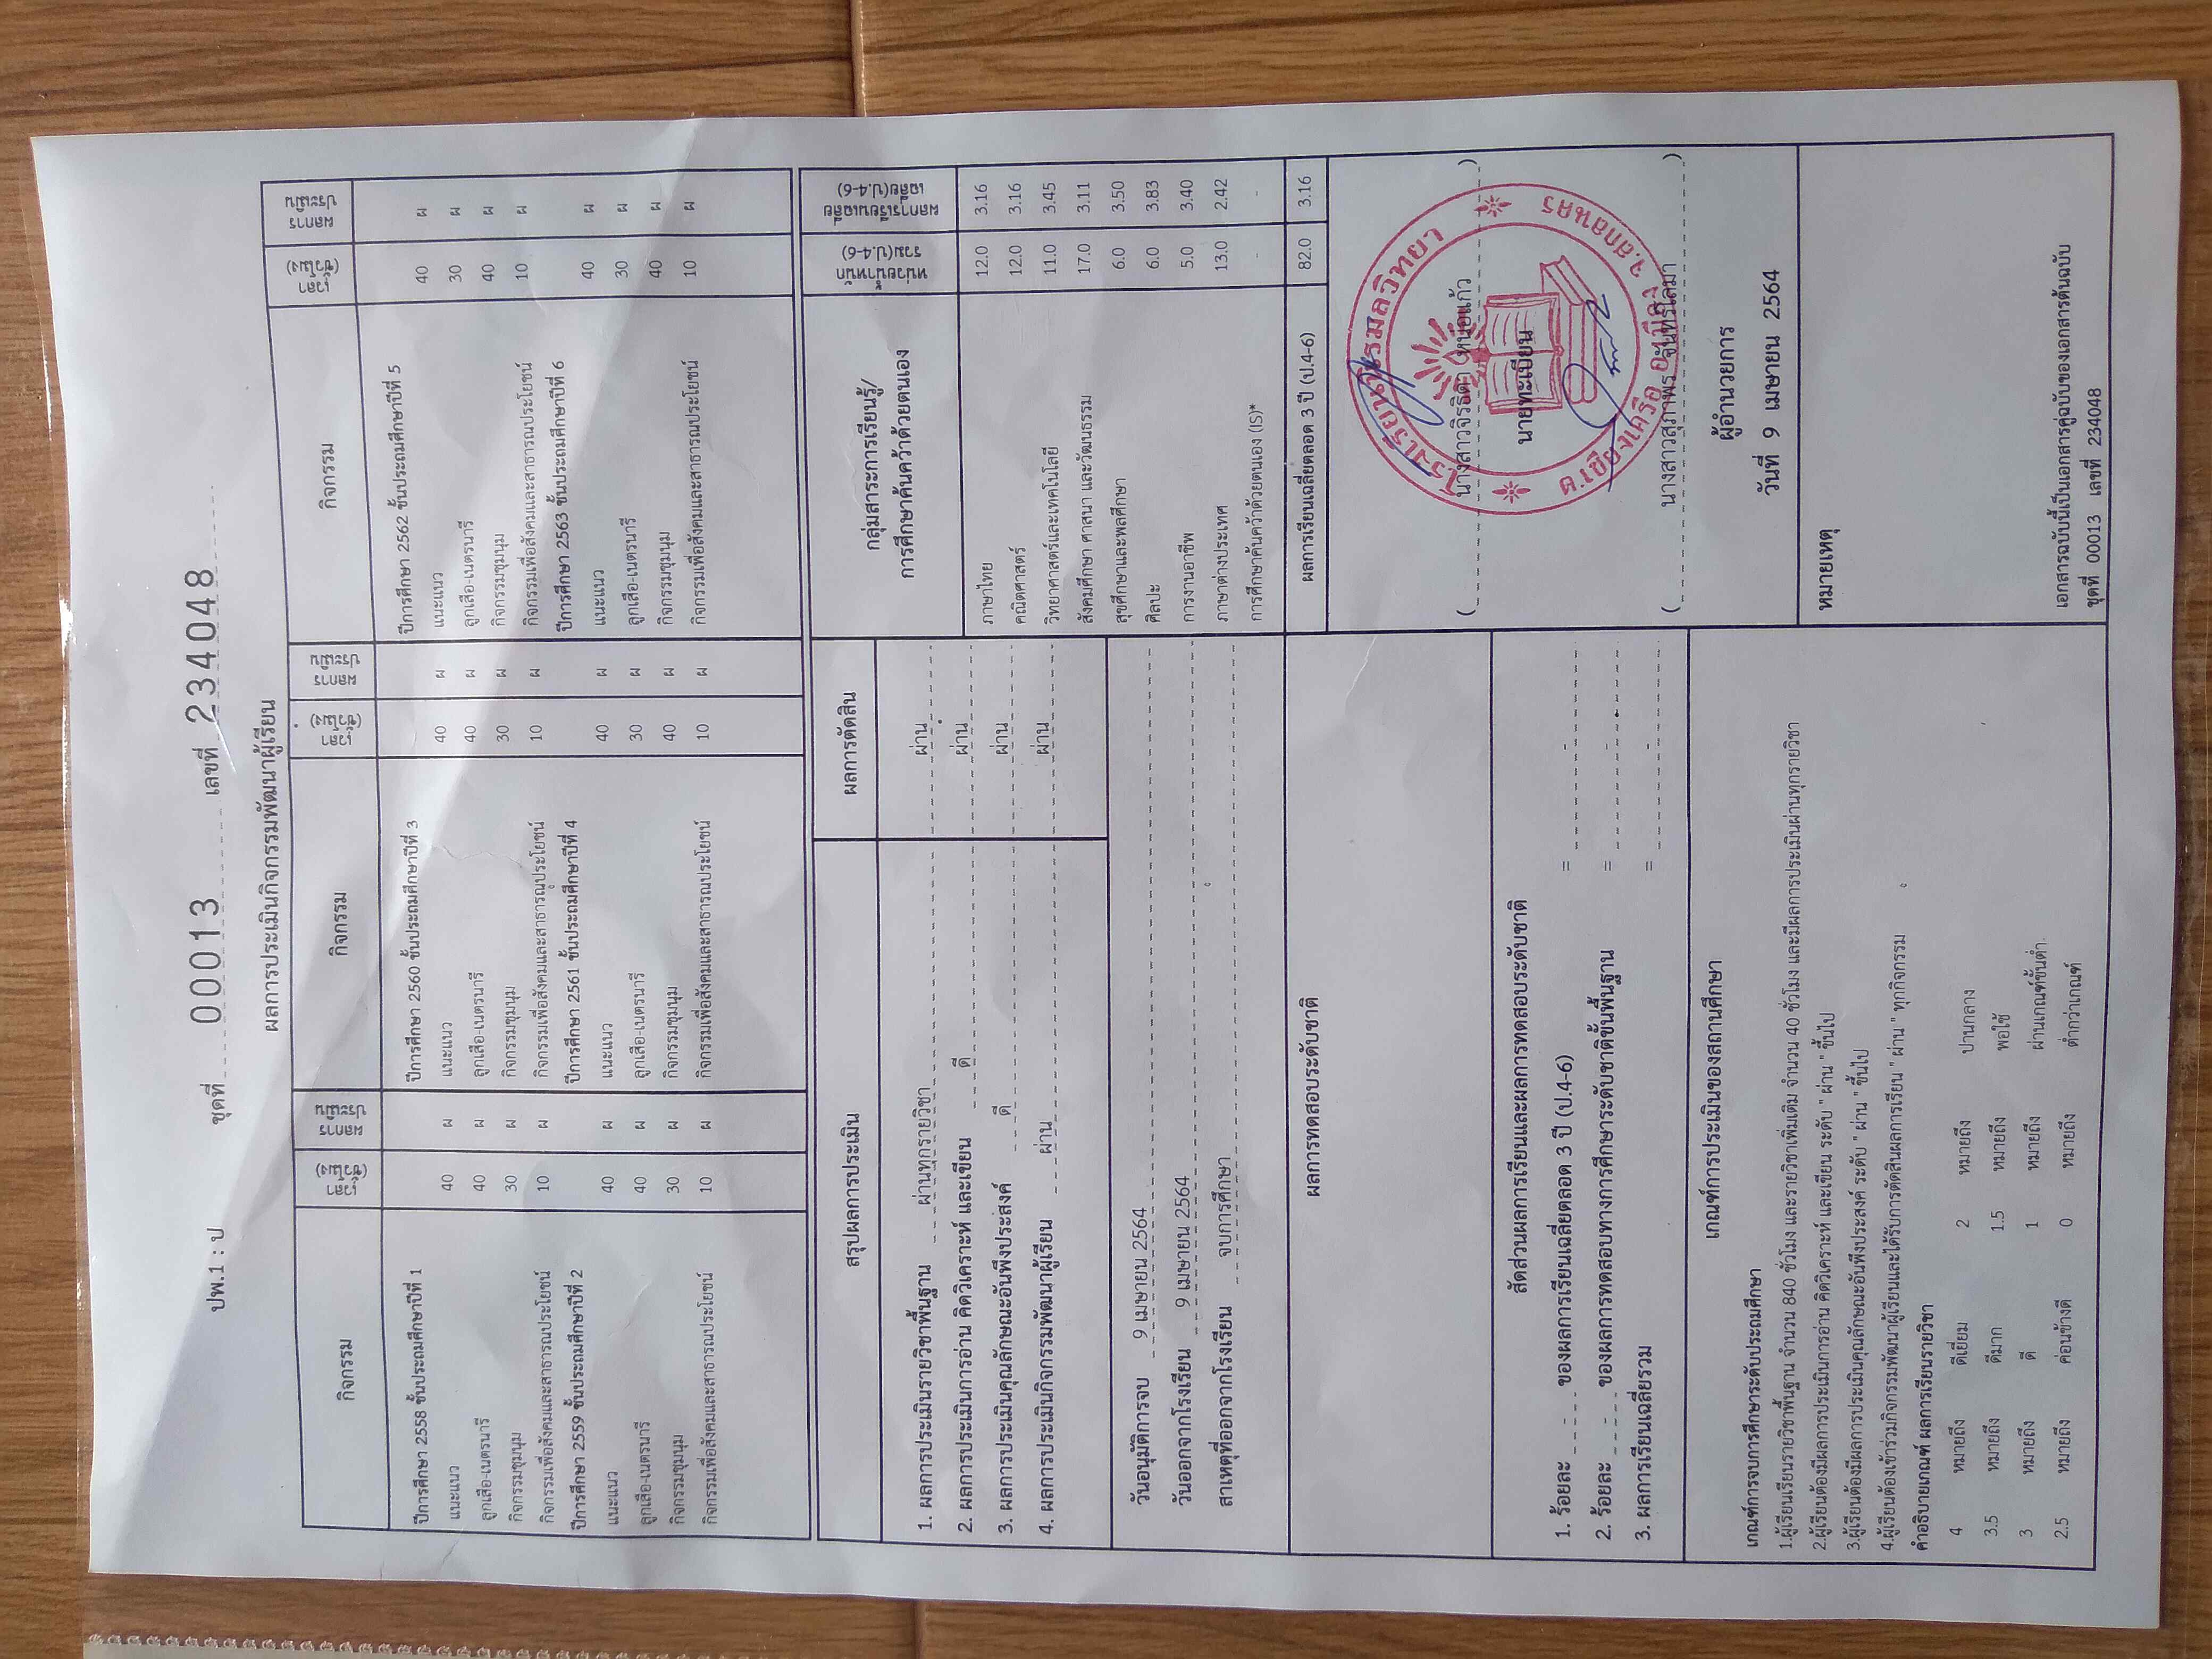 ปพ.1 : ป ชุดที่ 00013 เลขที่ 234048
ผลการประเมินกิจกรรมพัฒนาผู้เรียน
กิจกรรม เวลา (ชั่วโมง) ผลการประเมิน กิจกรรม เวลา (ชั่วโมง) ผลการประเมิน กิจกรรม เวลา (ชั่วโมง) ผลการประเมิน
ปีการศึกษา 2558 ชั้นประถมศึกษาปีที่ 1
แนะแนว 40 ผ
ลูกเสือ-เนตรนารี 40 ผ
กิจกรรมชุมนุม 30 ผ
กิจกรรมเพื่อสังคมและสาธารณประโยชน์ 10 ผ
ปีการศึกษา 2559 ชั้นประถมศึกษาปีที่ 2
แนะแนว 40 ผ
ลูกเสือ-เนตรนารี 40 ผ
กิจกรรมชุมนุม 30 ผ
กิจกรรมเพื่อสังคมและสาธารณประโยชน์ 10 ผ
ปีการศึกษา 2560 ชั้นประถมศึกษาปีที่ 3
แนะแนว 40 ผ
ลูกเสือ-เนตรนารี 40 ผ
กิจกรรมชุมนุม 30 ผ
กิจกรรมเพื่อสังคมและสาธารณประโยชน์ 10 ผ
ปีการศึกษา 2561 ชั้นประถมศึกษาปีที่ 4
แนะแนว 40 ผ
ลูกเสือ-เนตรนารี 30 ผ
กิจกรรมชุมนุม 40 ผ
กิจกรรมเพื่อสังคมและสาธารณประโยชน์ 10 ผ
ปีการศึกษา 2562 ชั้นประถมศึกษาปีที่ 5
แนะแนว 40 ผ
ลูกเสือ-เนตรนารี 30 ผ
กิจกรรมชุมนุม 40 ผ
กิจกรรมเพื่อสังคมและสาธารณประโยชน์ 10 ผ
ปีการศึกษา 2563 ชั้นประถมศึกษาปีที่ 6
แนะแนว 40 ผ
ลูกเสือ-เนตรนารี 30 ผ
กิจกรรมชุมนุม 40 ผ
กิจกรรมเพื่อสังคมและสาธารณประโยชน์ 10 ผ
สรุปผลการประเมิน ผลการตัดสิน
1. ผลการประเมินรายวิชาพื้นฐาน ผ่านทุกรายวิชา ผ่าน
2. ผลการประเมินการอ่าน คิดวิเคราะห์ และเขียน ดี ผ่าน
3. ผลการประเมินคุณลักษณะอันพึงประสงค์ ดี ผ่าน
4. ผลการประเมินกิจกรรมพัฒนาผู้เรียน ผ่าน ผ่าน
วันอนุมัติการจบ 9 เมษายน 2564
วันออกจากโรงเรียน 9 เมษายน 2564
สาเหตุที่ออกจากโรงเรียน จบการศึกษา
กลุ่มสาระการเรียนรู้/
การศึกษาค้นคว้าด้วยตนเอง
หน่วยน้ำหนัก รวม(ป.4-6)
ผลการเรียนเฉลี่ย เฉลี่ย(ป.4-6)
ภาษาไทย 12.0 3.16
คณิตศาสตร์ 12.0 3.16
วิทยาศาสตร์และเทคโนโลยี 11.0 3.45
สังคมศึกษา ศาสนา และวัฒนธรรม 17.0 3.11
สุขศึกษาและพลศึกษา 6.0 3.50
ศิลปะ 6.0 3.83
การงานอาชีพ 5.0 3.40
ภาษาต่างประเทศ 13.0 2.42
การศึกษาค้นคว้าด้วยตนเอง (IS)* - -
ผลการเรียนเฉลี่ยตลอด 3 ปี (ป.4-6) 82.0 3.16
ผลการทดสอบระดับชาติ
สัดส่วนผลการเรียนและผลการทดสอบระดับชาติ
1. ร้อยละ - ของผลการเรียนเฉลี่ยตลอด 3 ปี (ป.4-6) = -
2. ร้อยละ - ของผลการทดสอบทางการศึกษาระดับชาติขั้นพื้นฐาน = -
3. ผลการเรียนเฉลี่ยรวม = -
โรงเรียนบ้านดงมลวิทยา
ต.เชียงเครือ อ.เมือง จ.สกลนคร
(นางสาวจิรธิดา หน่อแก้ว)
นายทะเบียน
(นางสาวสุภาพร จันทรโสมา)
ผู้อำนวยการ
วันที่ 9 เมษายน 2564
เกณฑ์การประเมินของสถานศึกษา
เกณฑ์การจบการศึกษาระดับประถมศึกษา
1.ผู้เรียนเรียนรายวิชาพื้นฐาน จำนวน 840 ชั่วโมง และรายวิชาเพิ่มเติม จำนวน 40 ชั่วโมง และมีผลการประเมินผ่านทุกรายวิชา
2.ผู้เรียนต้องมีผลการประเมินการอ่าน คิดวิเคราะห์ และเขียน ระดับ " ผ่าน " ขึ้นไป
3.ผู้เรียนต้องมีผลการประเมินคุณลักษณะอันพึงประสงค์ ระดับ " ผ่าน " ขึ้นไป
4.ผู้เรียนต้องเข้าร่วมกิจกรรมพัฒนาผู้เรียนและได้รับการตัดสินผลการเรียน " ผ่าน " ทุกกิจกรรม
คำอธิบายเกณฑ์ ผลการเรียนรายวิชา
4 หมายถึง ดีเยี่ยม 2 หมายถึง ปานกลาง
3.5 หมายถึง ดีมาก 1.5 หมายถึง พอใช้
3 หมายถึง ดี 1 หมายถึง ผ่านเกณฑ์ขั้นต่ำ
2.5 หมายถึง ค่อนข้างดี 0 หมายถึง ต่ำกว่าเกณฑ์
หมายเหตุ
เอกสารฉบับนี้เป็นเอกสารคู่ฉบับของเอกสารต้นฉบับ
ชุดที่ 00013 เลขที่ 234048